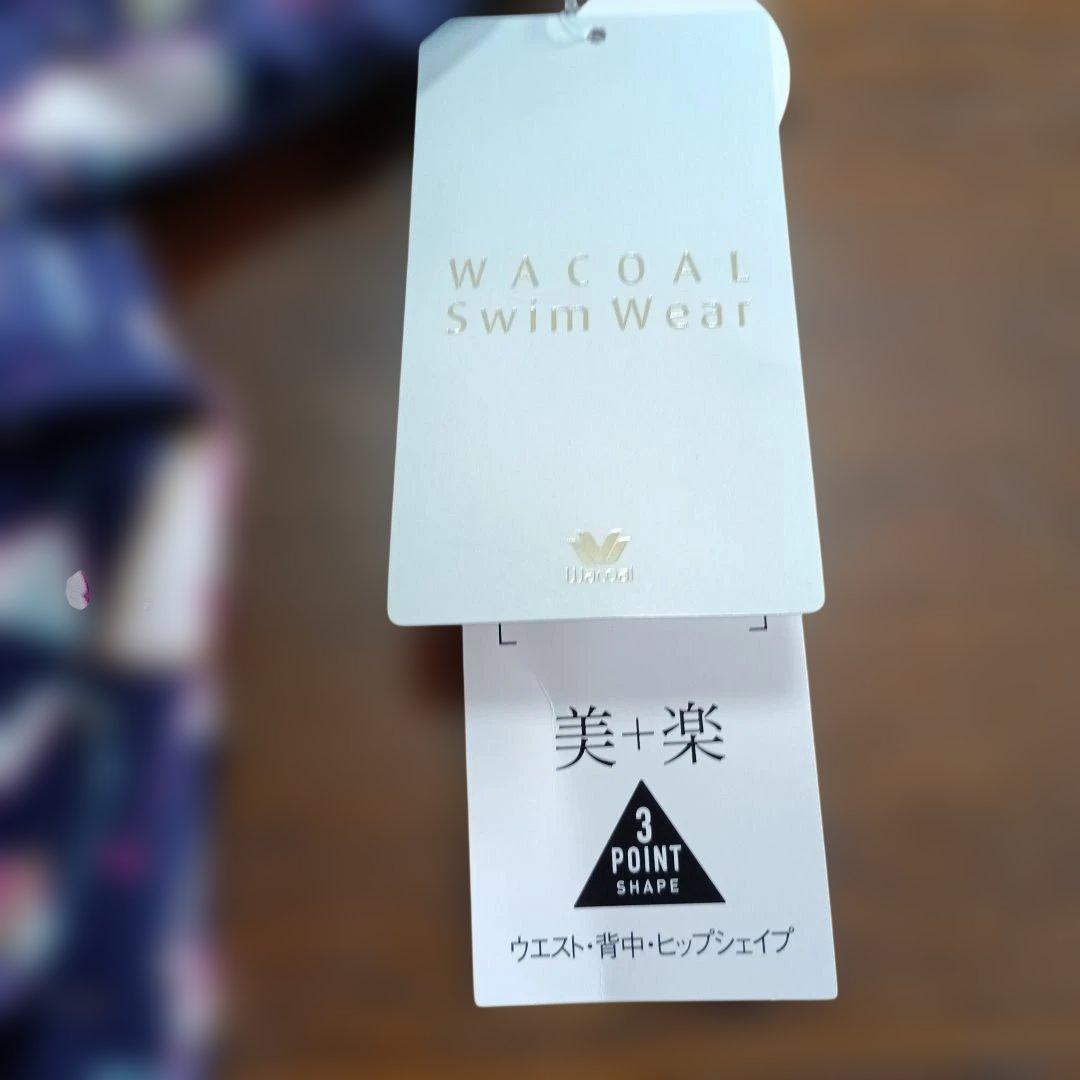 WACOAL
Swim Wear
Wacoal
美+楽
3
POINT
SHAPE
ウエスト・背中・ヒップシェイプ